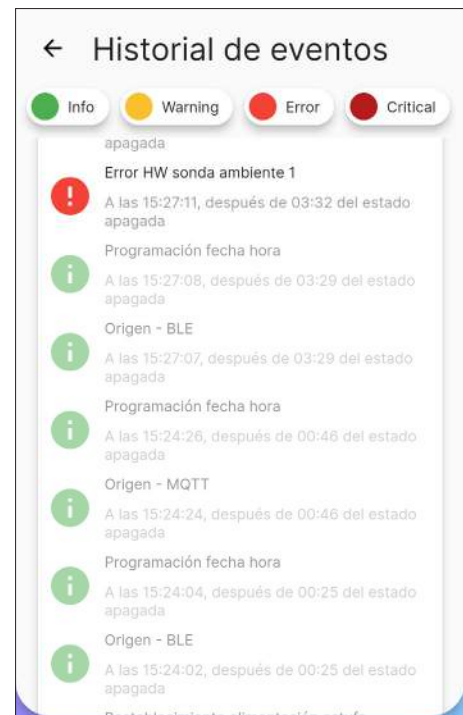 Historial de eventos
Info Warning Error Critical
apagada
Error HW sonda ambiente 1
A las 15:27:11, después de 03:32 del estado
apagada
Programación fecha hora
A las 15:27:08, después de 03:29 del estado
apagada
Origen - BLE
A las 15:27:07, después de 03:29 del estado
apagada
Programación fecha hora
A las 15:24:26, después de 00:46 del estado
apagada
Origen - MQTT
A las 15:24:24, después de 00:46 del estado
apagada
Programación fecha hora
A las 15:24:04, después de 00:25 del estado
apagada
Origen - BLE
A las 15:24:02, después de 00:25 del estado
apagada